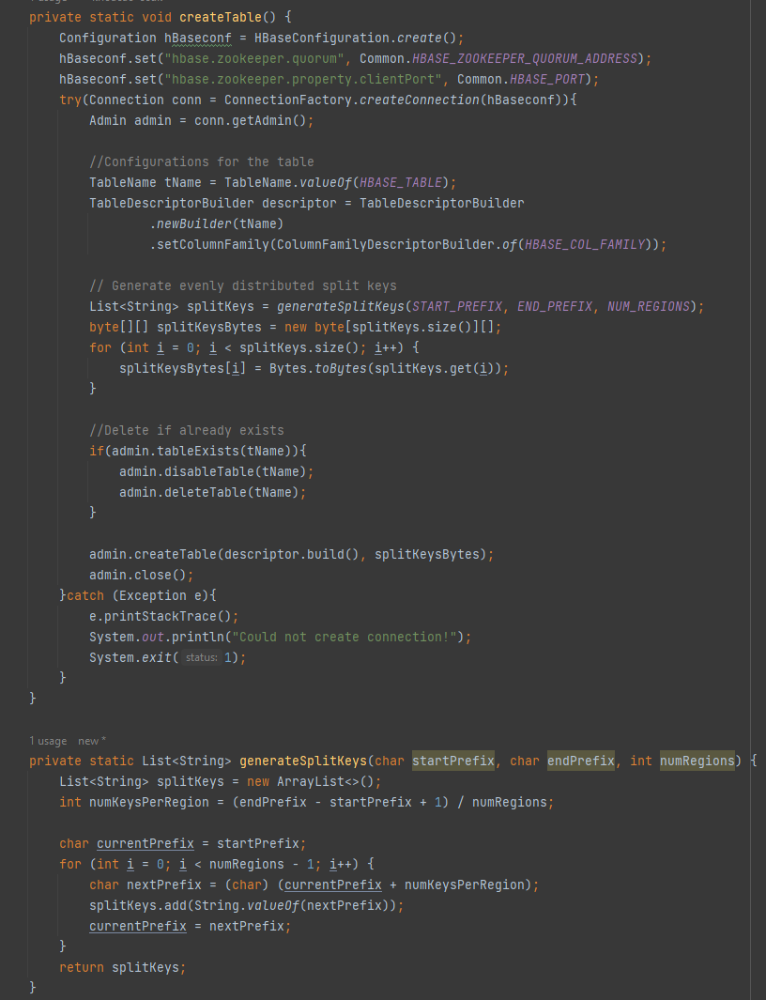 private static void createTable() {
    Configuration hBaseconf = HBaseConfiguration.create();
    hBaseconf.set("hbase.zookeeper.quorum", Common.HBASE_ZOOKEEPER_QUORUM_ADDRESS);
    hBaseconf.set("hbase.zookeeper.property.clientPort", Common.HBASE_PORT);
    try(Connection conn = ConnectionFactory.createConnection(hBaseconf)){
        Admin admin = conn.getAdmin();

        //Configurations for the table
        TableName tName = TableName.valueOf(HBASE_TABLE);
        TableDescriptorBuilder descriptor = TableDescriptorBuilder
                .newBuilder(tName)
                .setColumnFamily(ColumnFamilyDescriptorBuilder.of(HBASE_COL_FAMILY));

        // Generate evenly distributed split keys
        List<String> splitKeys = generateSplitKeys(START_PREFIX, END_PREFIX, NUM_REGIONS);
        byte[][] splitKeysBytes = new byte[splitKeys.size()][];
        for (int i = 0; i < splitKeys.size(); i++) {
            splitKeysBytes[i] = Bytes.toBytes(splitKeys.get(i));
        }

        //Delete if already exists
        if(admin.tableExists(tName)){
            admin.disableTable(tName);
            admin.deleteTable(tName);
        }

        admin.createTable(descriptor.build(), splitKeysBytes);
        admin.close();
    }catch (Exception e){
        e.printStackTrace();
        System.out.println("Could not create connection!");
        System.exit( status: 1);
    }
}

1 usage new *
private static List<String> generateSplitKeys(char startPrefix, char endPrefix, int numRegions) {
    List<String> splitKeys = new ArrayList<>();
    int numKeysPerRegion = (endPrefix - startPrefix + 1) / numRegions;

    char currentPrefix = startPrefix;
    for (int i = 0; i < numRegions - 1; i++) {
        char nextPrefix = (char) (currentPrefix + numKeysPerRegion);
        splitKeys.add(String.valueOf(nextPrefix));
        currentPrefix = nextPrefix;
    }
    return splitKeys;
}